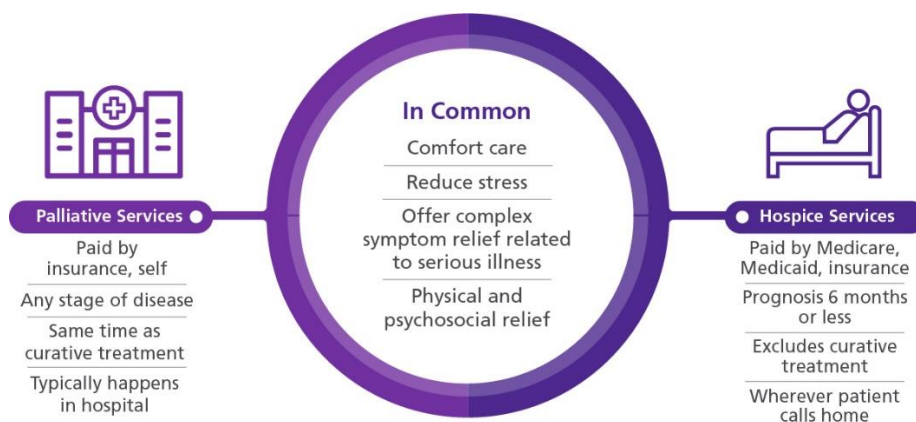 Palliative Services
Paid by
insurance, self
Any stage of disease
Same time as
curative treatment
Typically happens
in hospital
In Common
Comfort care
Reduce stress
Offer complex
symptom relief related
to serious illness
Physical and
psychosocial relief
Hospice Services
Paid by Medicare,
Medicaid, insurance
Prognosis 6 months
or less
Excludes curative
treatment
Wherever patient
calls home